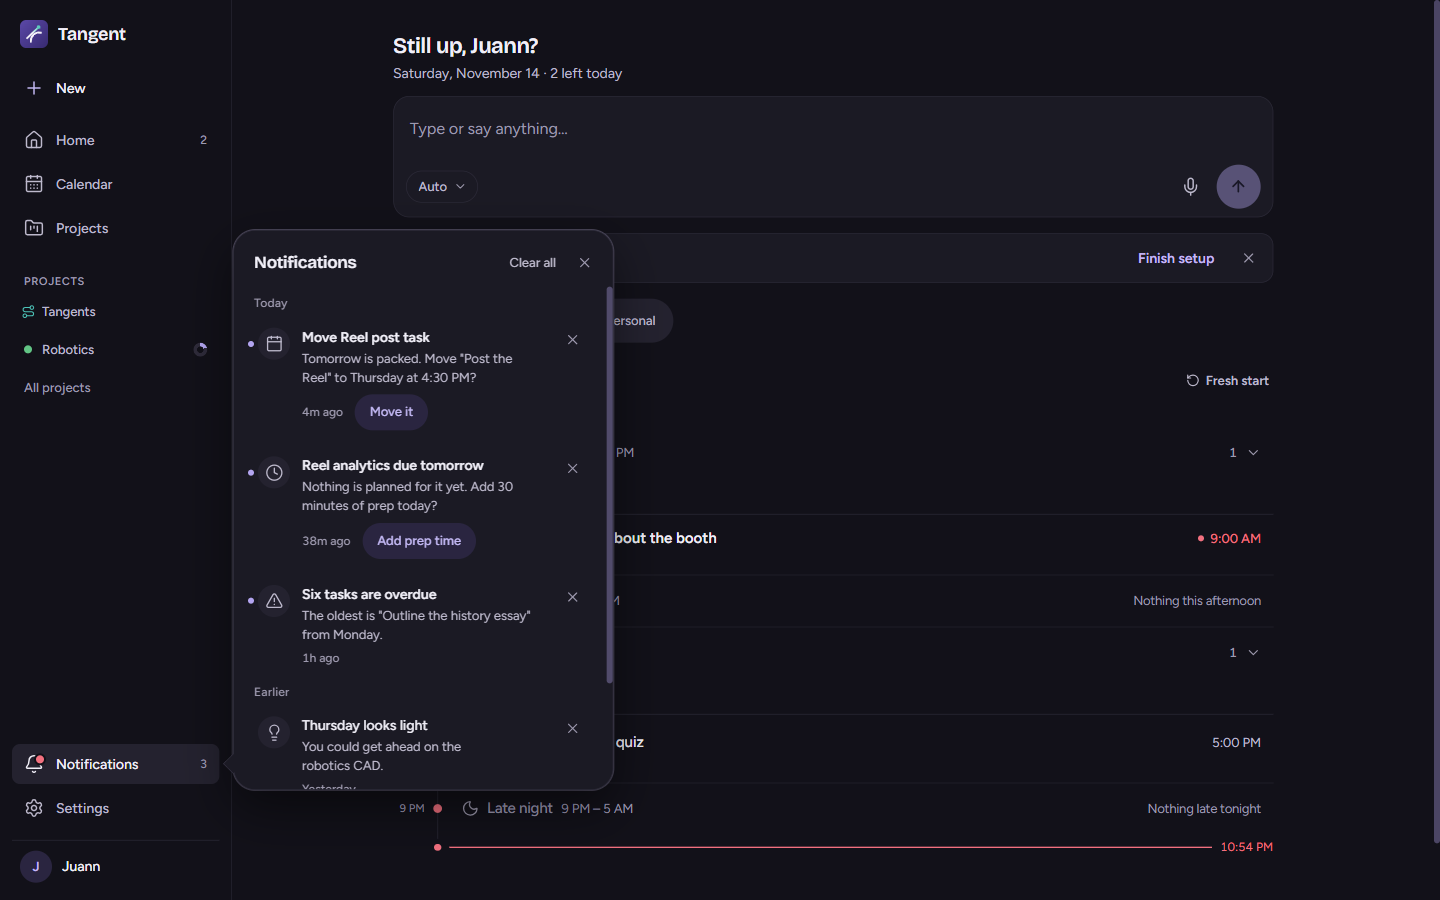 Tangent
New
Home 2
Calendar
Projects
PROJECTS
Tangents
Robotics
All projects
Notifications 3
Settings
J Juann
Still up, Juann?
Saturday, November 14 · 2 left today
Type or say anything...
Auto
Finish setup
ersonal
Fresh start
PM 1
bout the booth 9:00 AM
Nothing this afternoon
1
quiz 5:00 PM
9 PM Late night 9 PM – 5 AM Nothing late tonight
10:54 PM
Notifications Clear all
Today
Move Reel post task
Tomorrow is packed. Move "Post the
Reel" to Thursday at 4:30 PM?
4m ago Move it
Reel analytics due tomorrow
Nothing is planned for it yet. Add 30
minutes of prep today?
38m ago Add prep time
Six tasks are overdue
The oldest is "Outline the history essay"
from Monday.
1h ago
Earlier
Thursday looks light
You could get ahead on the
robotics CAD.
Yesterday